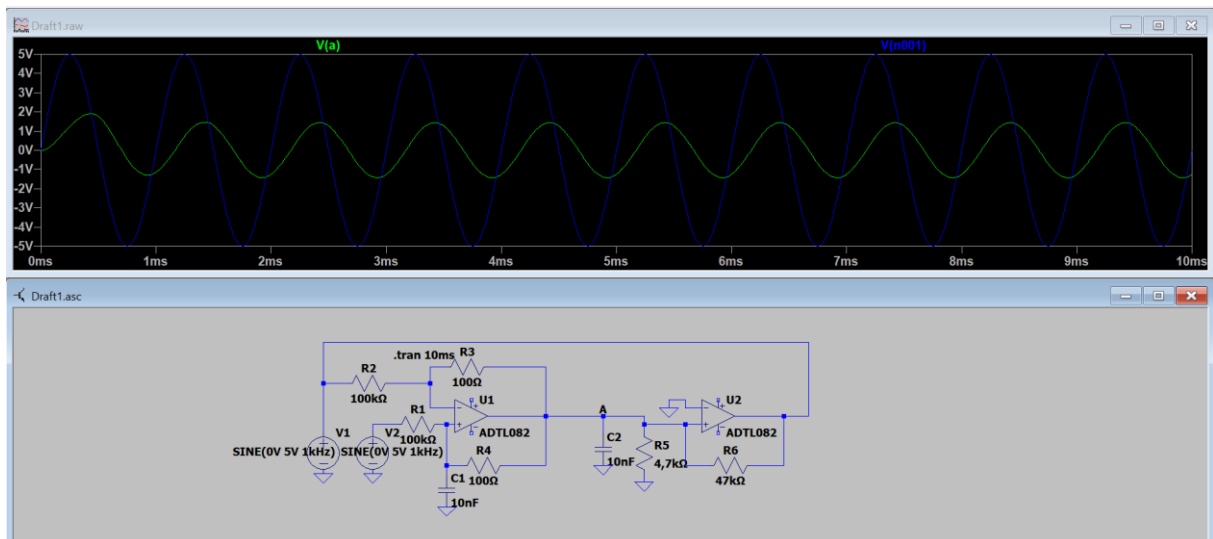 Draft1.raw
V(a) V(n001)
5V
4V
3V
2V
1V
0V
-1V
-2V
-3V
-4V
-5V
0ms 1ms 2ms 3ms 4ms 5ms 6ms 7ms 8ms 9ms 10ms
Draft1.asc
.tran 10ms
R3
100Ω
R2
100kΩ
R1
100kΩ
U1
ADTL082
V1
SINE(0V 5V 1kHz)
V2
SINE(0V 5V 1kHz)
R4
100Ω
C1
10nF
A
C2
10nF
R5
4,7kΩ
U2
ADTL082
R6
47kΩ